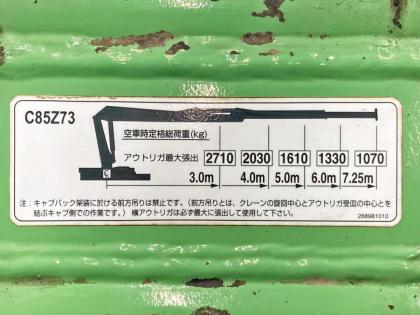 C85Z73
空車時定格総荷重(kg)
アウトリガ最大張出 2710 2030 1610 1330 1070
3.0m 4.0m 5.0m 6.0m 7.25m
C
注：キャブバック架装に於ける前方吊りは禁止です。（前方吊りとは、クレーンの旋回中心とアウトリガ受皿の中心とを
結ぶキャブ側での作業です。）横アウトリガは必ず最大に張出して使用して下さい。
268981010